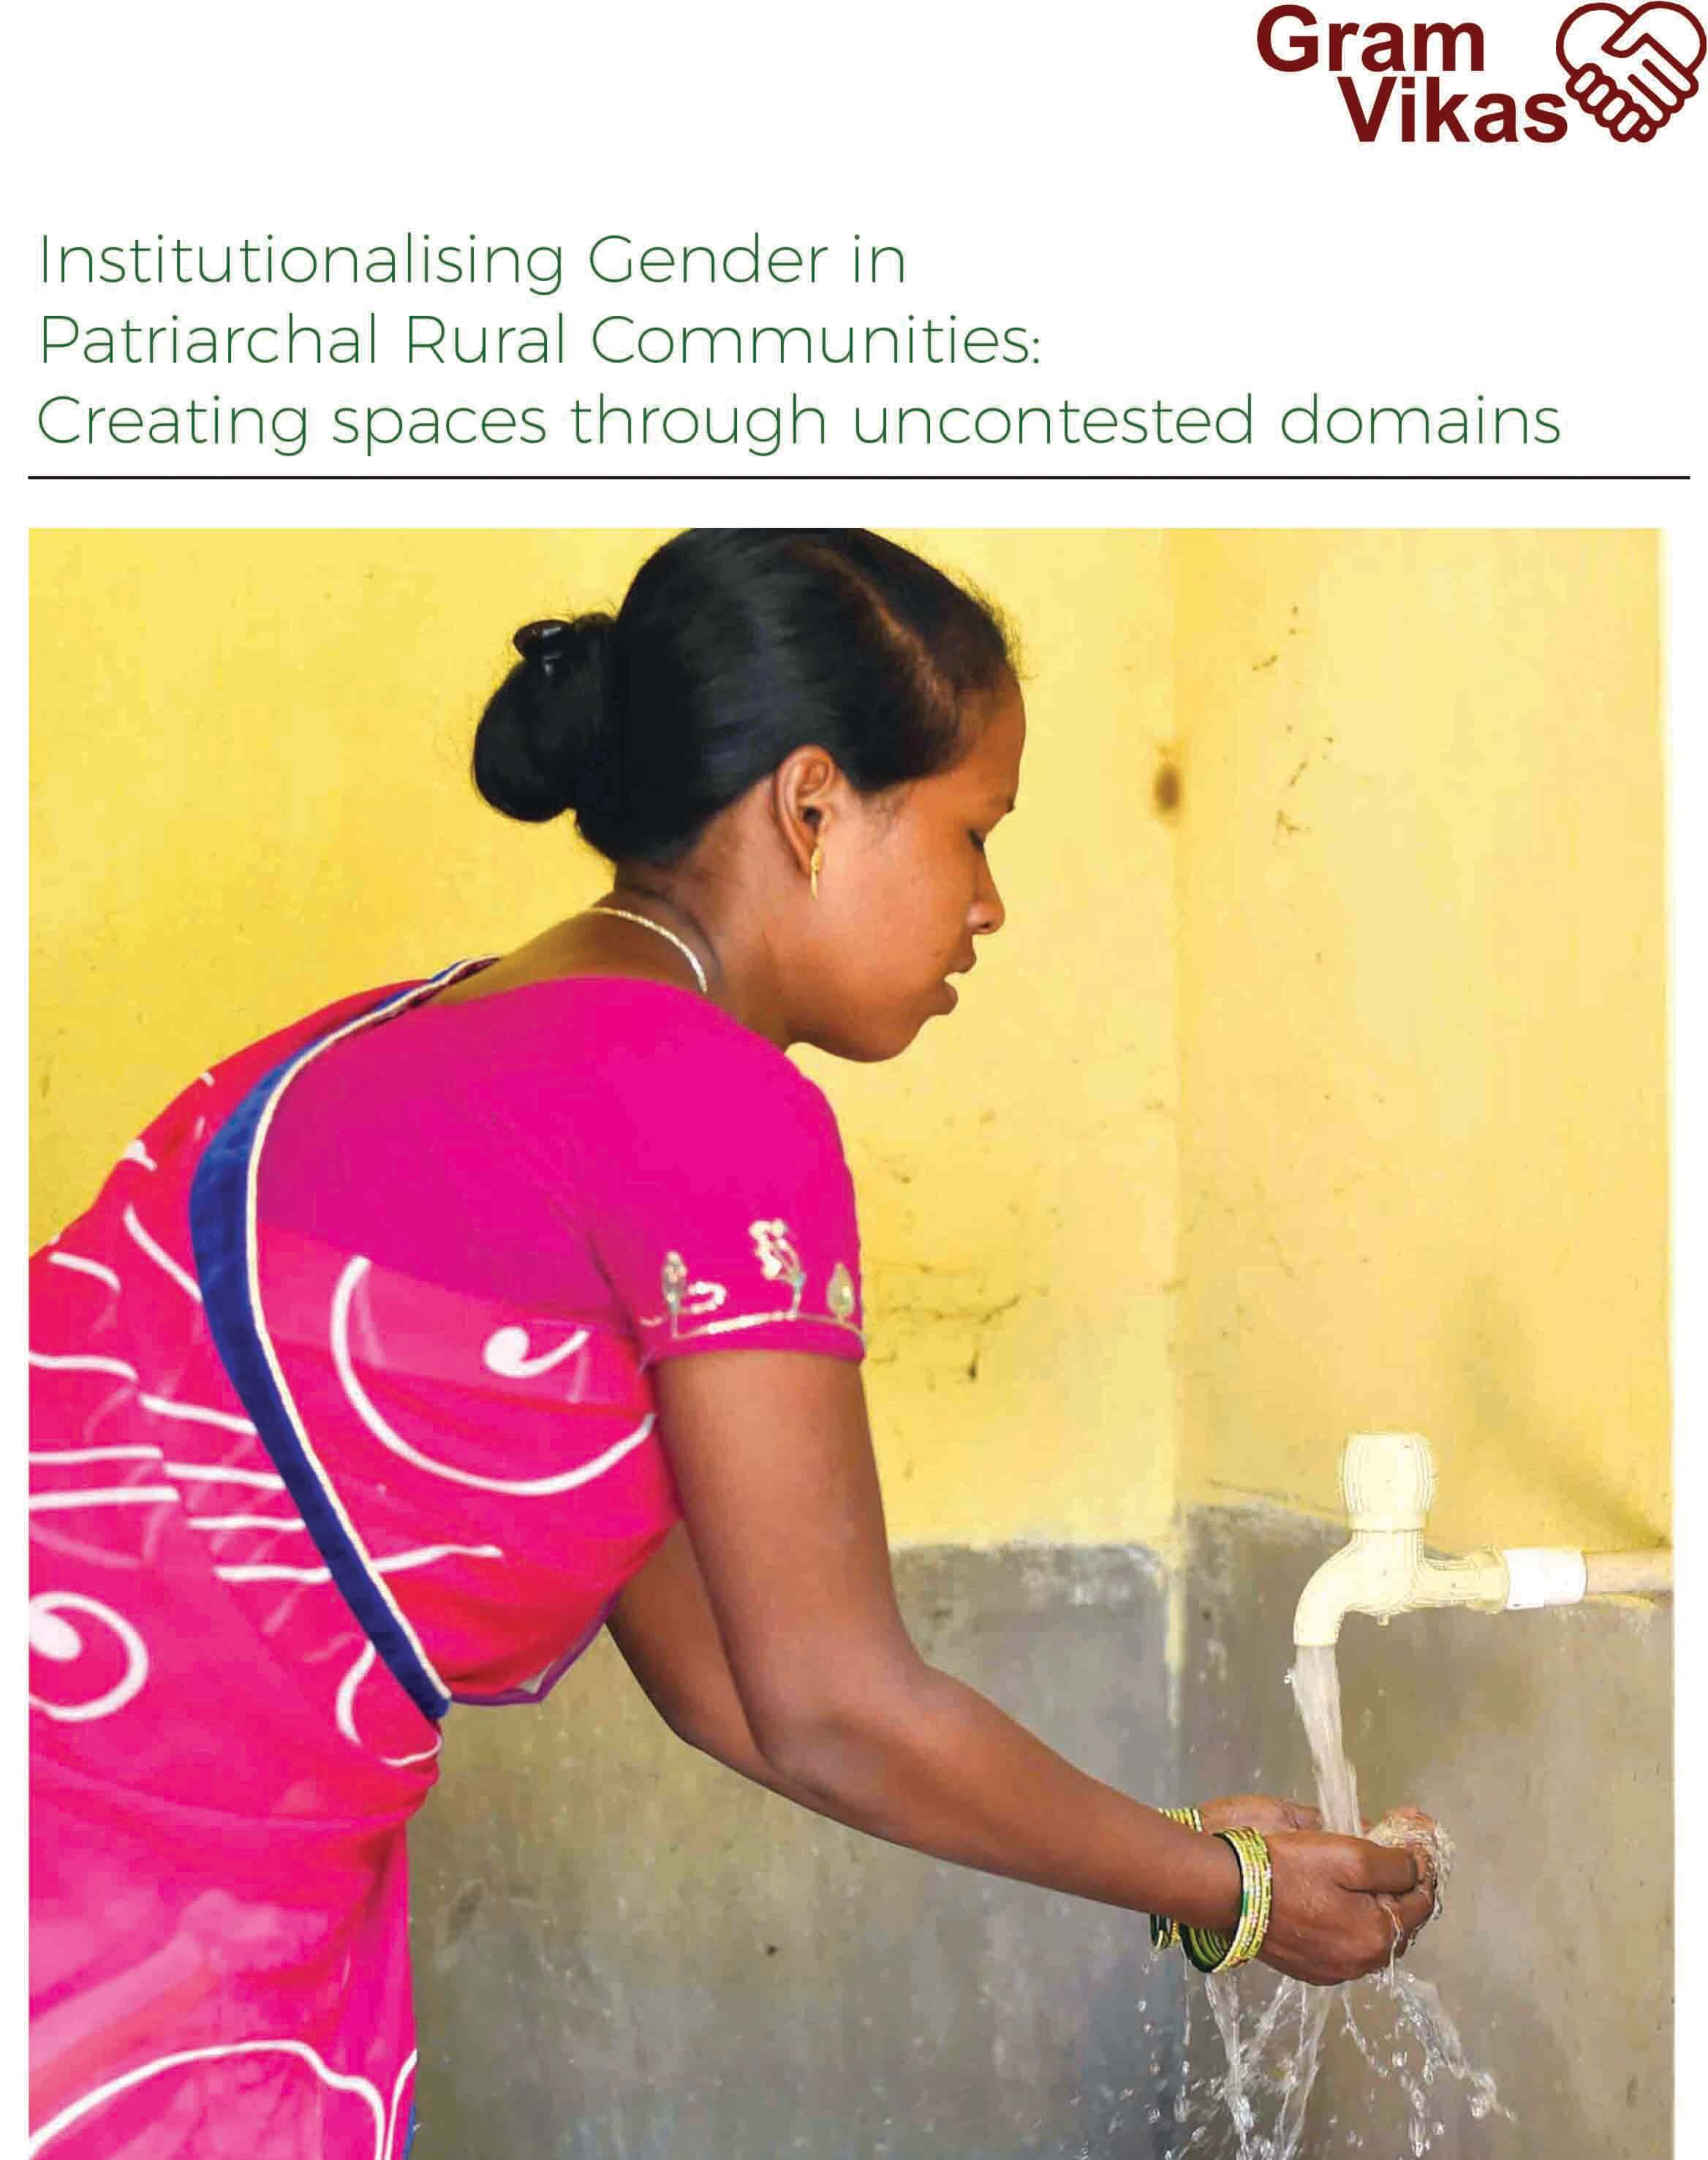 Gram
Vikas
Institutionalising Gender in
Patriarchal Rural Communities:
Creating spaces through uncontested domains